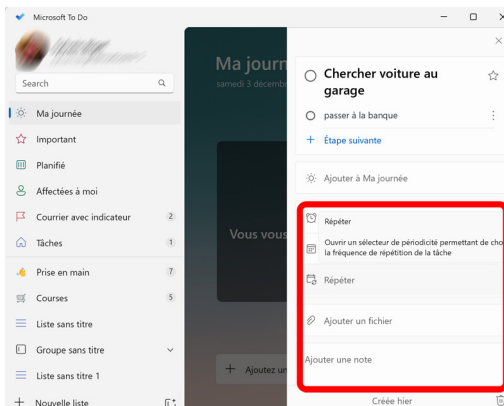 Microsoft To Do
Search
Ma journée
Important
Planifié
Affectées à moi
Courrier avec indicateur 2
Tâches 1
Prise en main 7
Courses 5
Liste sans titre
Groupe sans titre
Liste sans titre 1
Nouvelle liste
Ma journ
samedi 3 décembr
Vous vous
Ajoutez un
Chercher voiture au
garage
passer à la banque
Étape suivante
Ajouter à Ma journée
Répéter
Ouvrir un sélecteur de périodicité permettant de cho
la fréquence de répétition de la tâche
Répéter
Ajouter un fichier
Ajouter une note
Créée hier